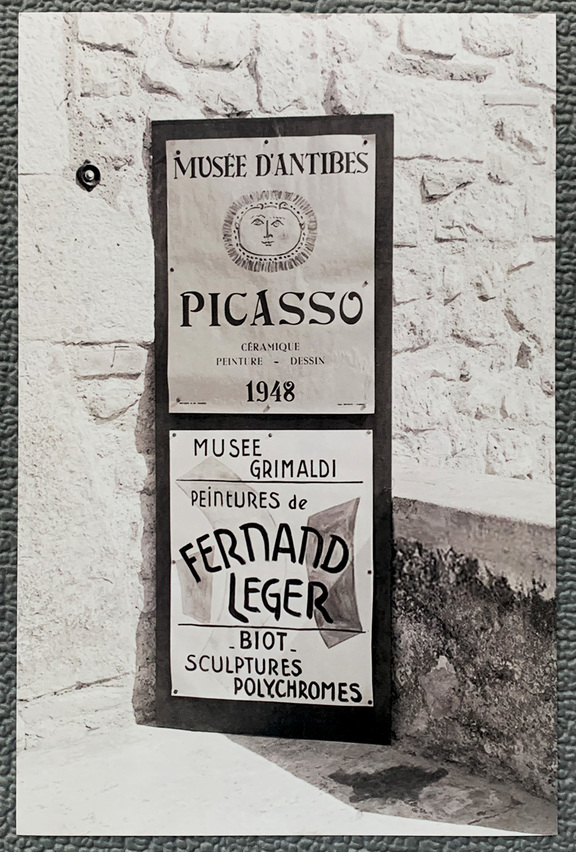 MUSÉE D'ANTIBES
PICASSO
CÉRAMIQUE
PEINTURE - DESSIN
1948
MUSEE
GRIMALDI
PEINTURES de
FERNAND
LEGER
- BIOT -
SCULPTURES
POLYCHROMES